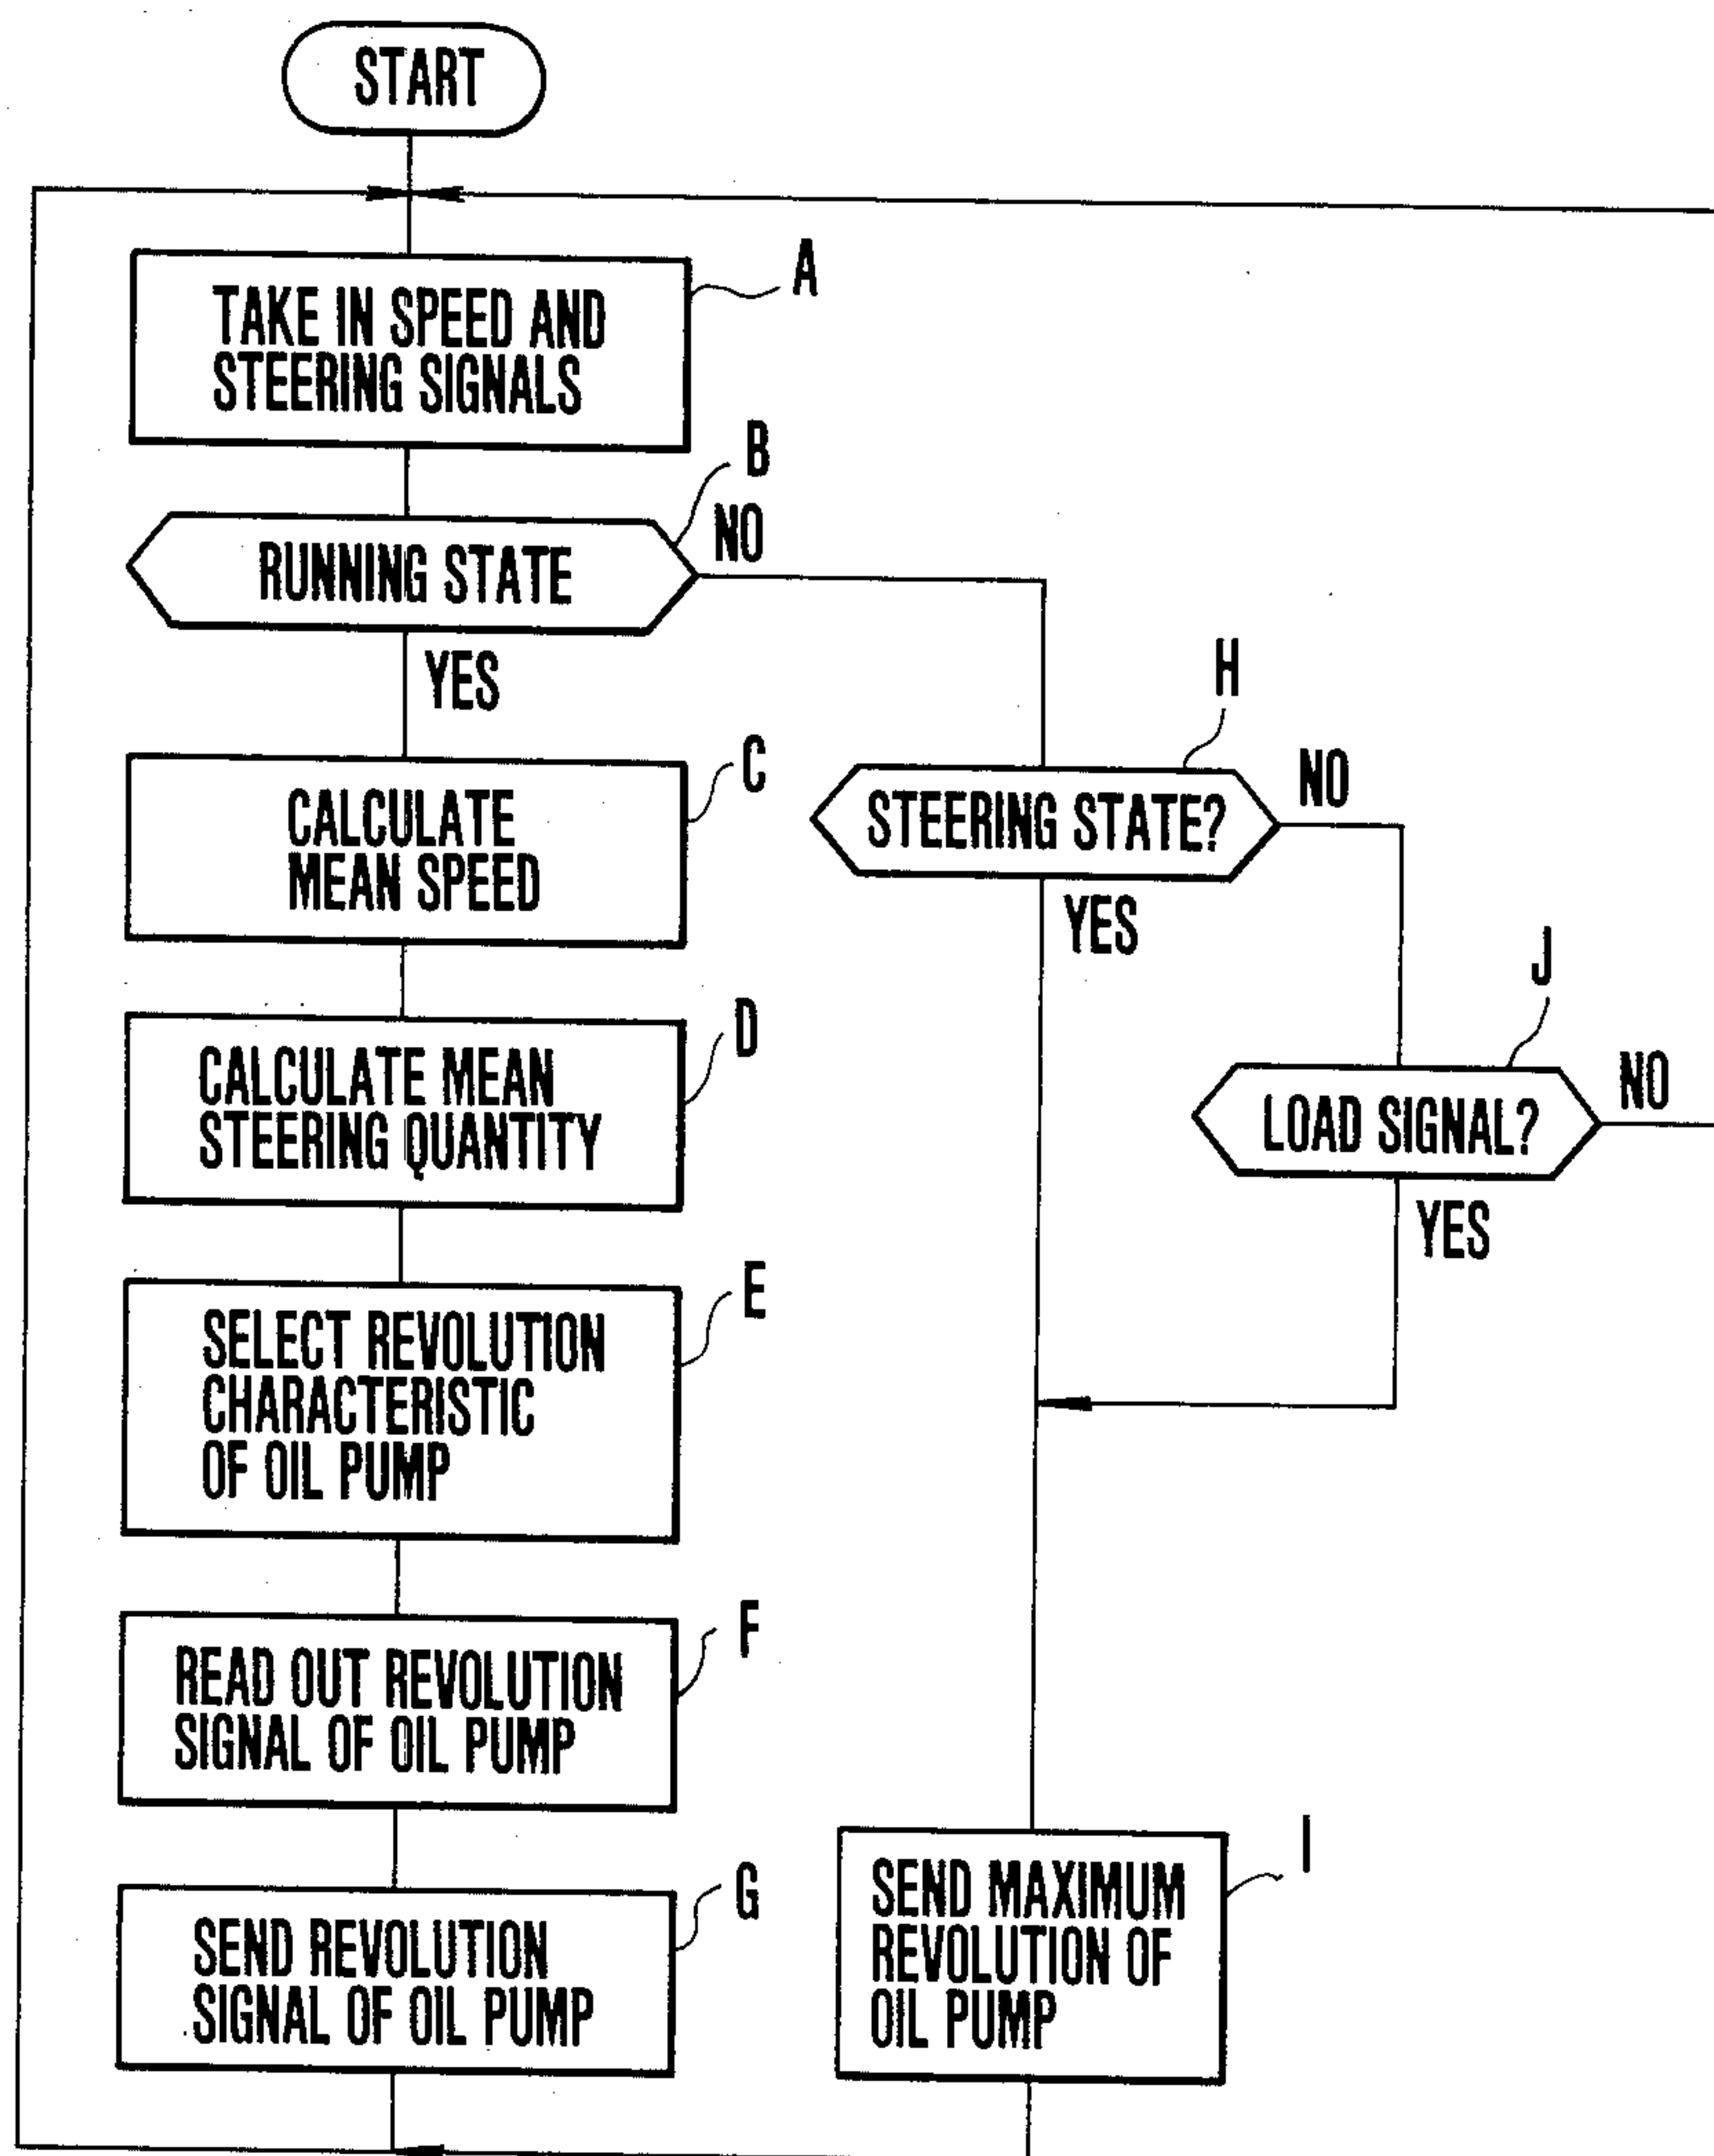 START
TAKE IN SPEED AND
STEERING SIGNALS
A
RUNNING STATE
B
NO
YES
CALCULATE
MEAN SPEED
C
CALCULATE MEAN
STEERING QUANTITY
D
SELECT REVOLUTION
CHARACTERISTIC
OF OIL PUMP
E
READ OUT REVOLUTION
SIGNAL OF OIL PUMP
F
SEND REVOLUTION
SIGNAL OF OIL PUMP
G
STEERING STATE?
H
NO
YES
LOAD SIGNAL?
J
NO
YES
SEND MAXIMUM
REVOLUTION OF
OIL PUMP
I